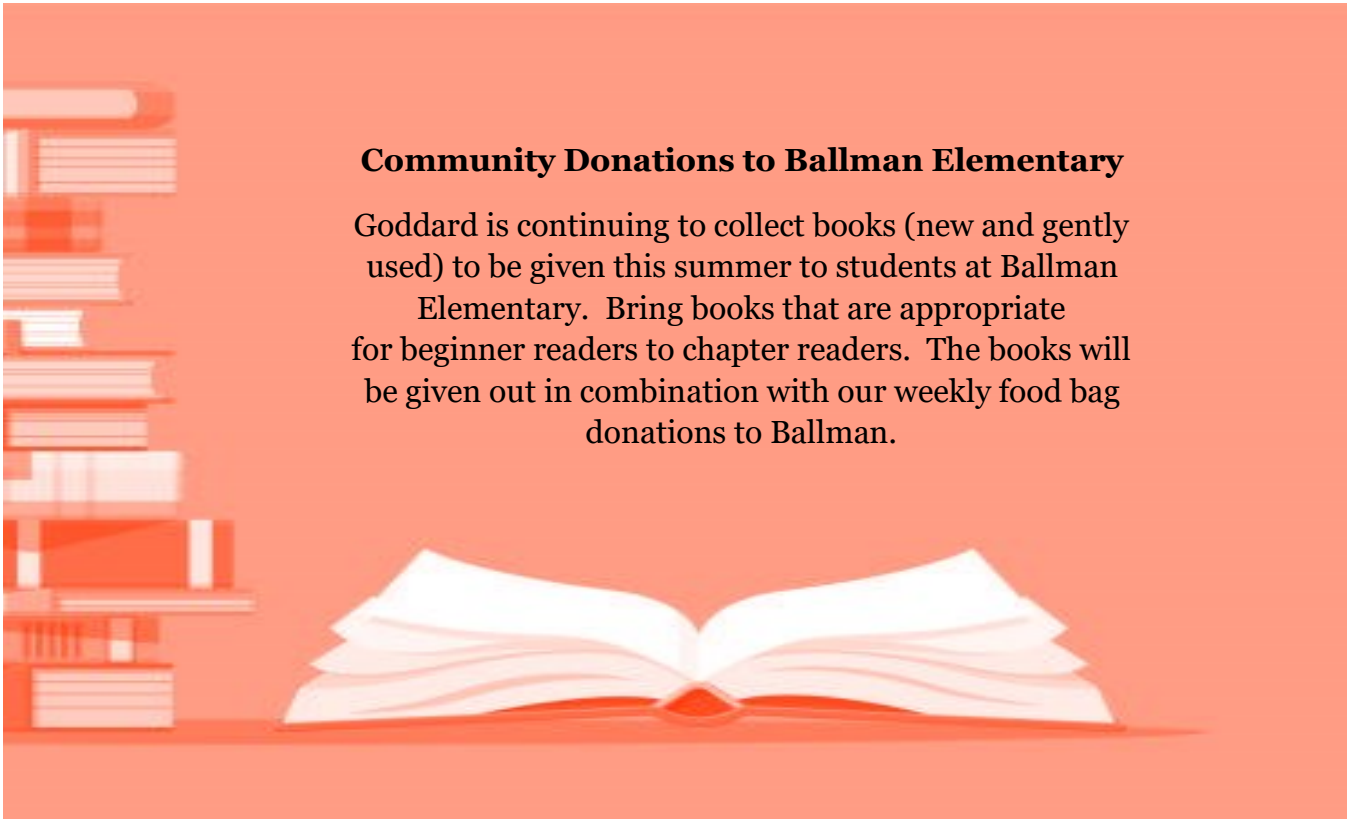 Community Donations to Ballman Elementary
Goddard is continuing to collect books (new and gently
used) to be given this summer to students at Ballman
Elementary.  Bring books that are appropriate
for beginner readers to chapter readers.  The books will
be given out in combination with our weekly food bag
donations to Ballman.